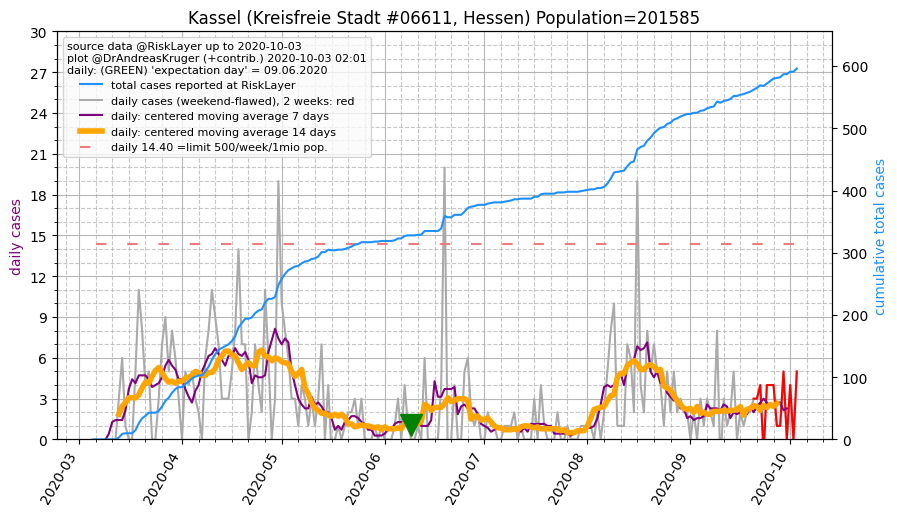 Kassel (Kreisfreie Stadt #06611, Hessen) Population=201585
source data @RiskLayer up to 2020-10-03
plot @DrAndreasKruger (+contrib.) 2020-10-03 02:01
daily: (GREEN) 'expectation day' = 09.06.2020
total cases reported at RiskLayer
daily cases (weekend-flawed), 2 weeks: red
daily: centered moving average 7 days
daily: centered moving average 14 days
daily 14.40 =limit 500/week/1mio pop.
daily cases
30
27
24
21
18
15
12
9
6
3
0
cumulative total cases
600
500
400
300
200
100
0
2020-03
2020-04
2020-05
2020-06
2020-07
2020-08
2020-09
2020-10